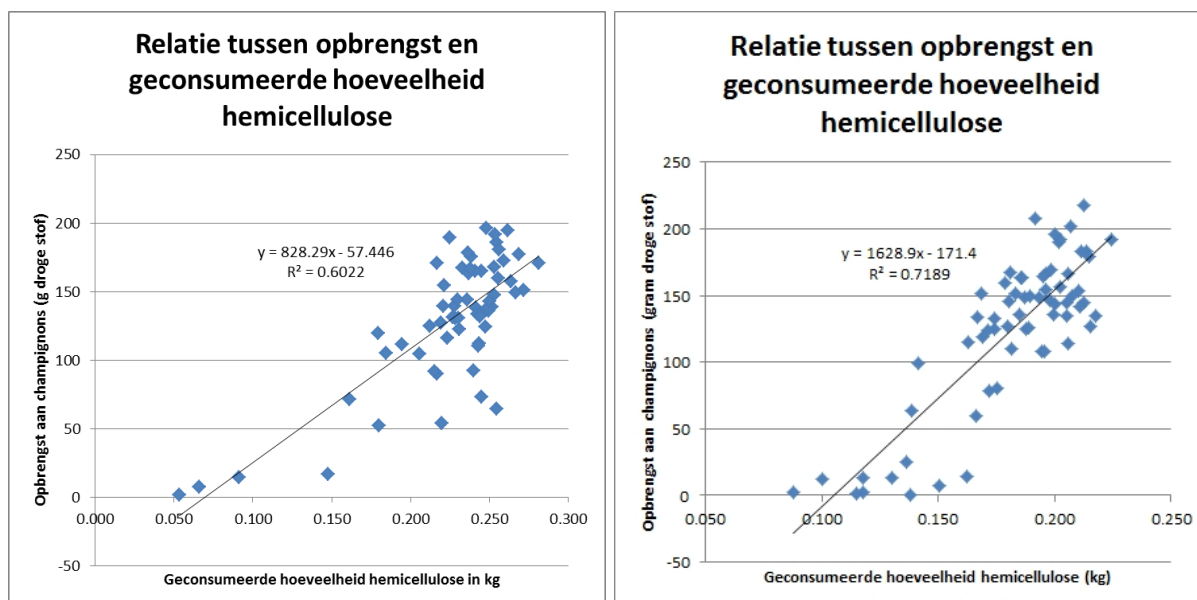 Relatie tussen opbrengst en
geconsumeerde hoeveelheid
hemicellulose
Opbrengst aan champignons (g droge stof)
250
200
150
100
50
0
-50
y = 828.29x - 57.446
R² = 0.6022
0.000
0.050
0.100
0.150
0.200
0.250
0.300
Geconsumeerde hoeveelheid hemicellulose in kg
Relatie tussen opbrengst en
geconsumeerde hoeveelheid
hemicellulose
Opbrengst aan champignons (gram droge stof)
250
200
150
100
50
0
-50
y = 1628.9x - 171.4
R² = 0.7189
0.050
0.100
0.150
0.200
0.250
Geconsumeerde hoeveelheid hemicellulose (kg)